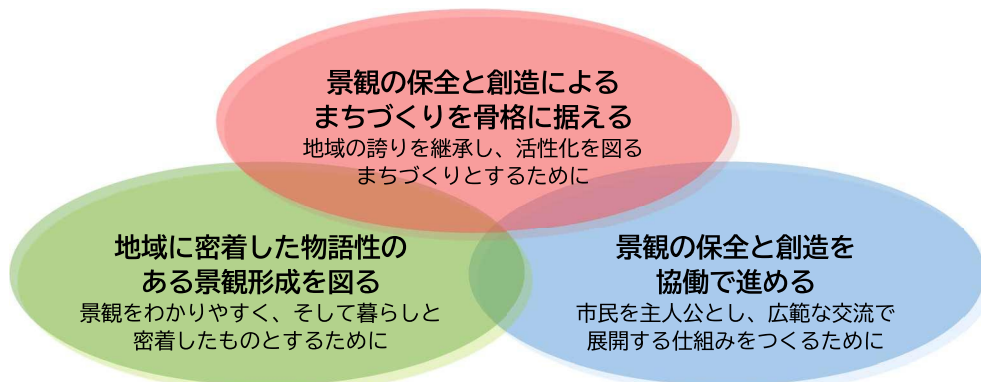 景観の保全と創造による
まちづくりを骨格に据える
地域の誇りを継承し、活性化を図る
まちづくりとするために
地域に密着した物語性の
ある景観形成を図る
景観をわかりやすく、そして暮らしと
密着したものとするために
景観の保全と創造を
協働で進める
市民を主人公とし、広範な交流で
展開する仕組みをつくるために